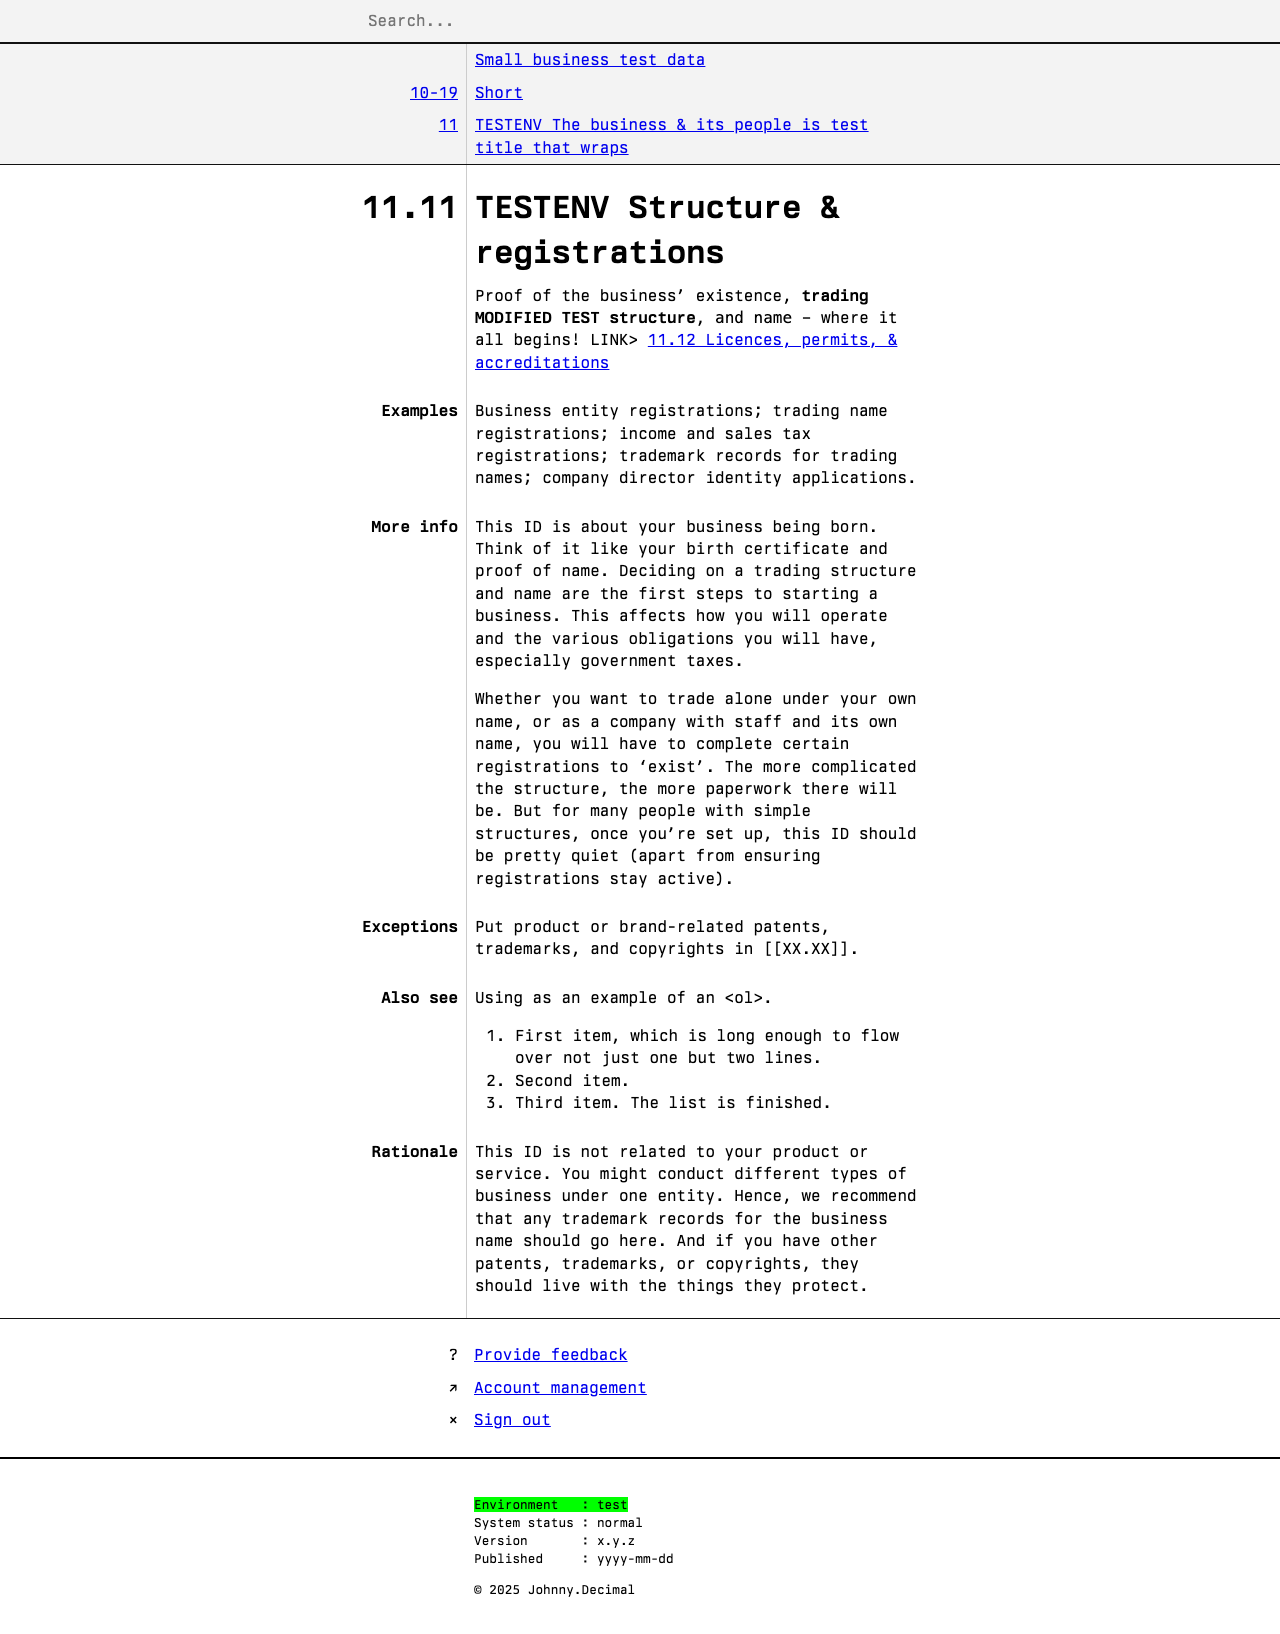 Search...
Small business test data
10-19 Short
11 TESTENV The business & its people is test
title that wraps
11.11 TESTENV Structure &
registrations
Proof of the business’ existence, trading
MODIFIED TEST structure, and name – where it
all begins! LINK> 11.12 Licences, permits, &
accreditations
Examples Business entity registrations; trading name
registrations; income and sales tax
registrations; trademark records for trading
names; company director identity applications.
More info This ID is about your business being born.
Think of it like your birth certificate and
proof of name. Deciding on a trading structure
and name are the first steps to starting a
business. This affects how you will operate
and the various obligations you will have,
especially government taxes.
Whether you want to trade alone under your own
name, or as a company with staff and its own
name, you will have to complete certain
registrations to ‘exist’. The more complicated
the structure, the more paperwork there will
be. But for many people with simple
structures, once you’re set up, this ID should
be pretty quiet (apart from ensuring
registrations stay active).
Exceptions Put product or brand-related patents,
trademarks, and copyrights in [[XX.XX]].
Also see Using as an example of an <ol>.
1. First item, which is long enough to flow
over not just one but two lines.
2. Second item.
3. Third item. The list is finished.
Rationale This ID is not related to your product or
service. You might conduct different types of
business under one entity. Hence, we recommend
that any trademark records for the business
name should go here. And if you have other
patents, trademarks, or copyrights, they
should live with the things they protect.
? Provide feedback
↗ Account management
× Sign out
Environment : test
System status : normal
Version : x.y.z
Published : yyyy-mm-dd
© 2025 Johnny.Decimal